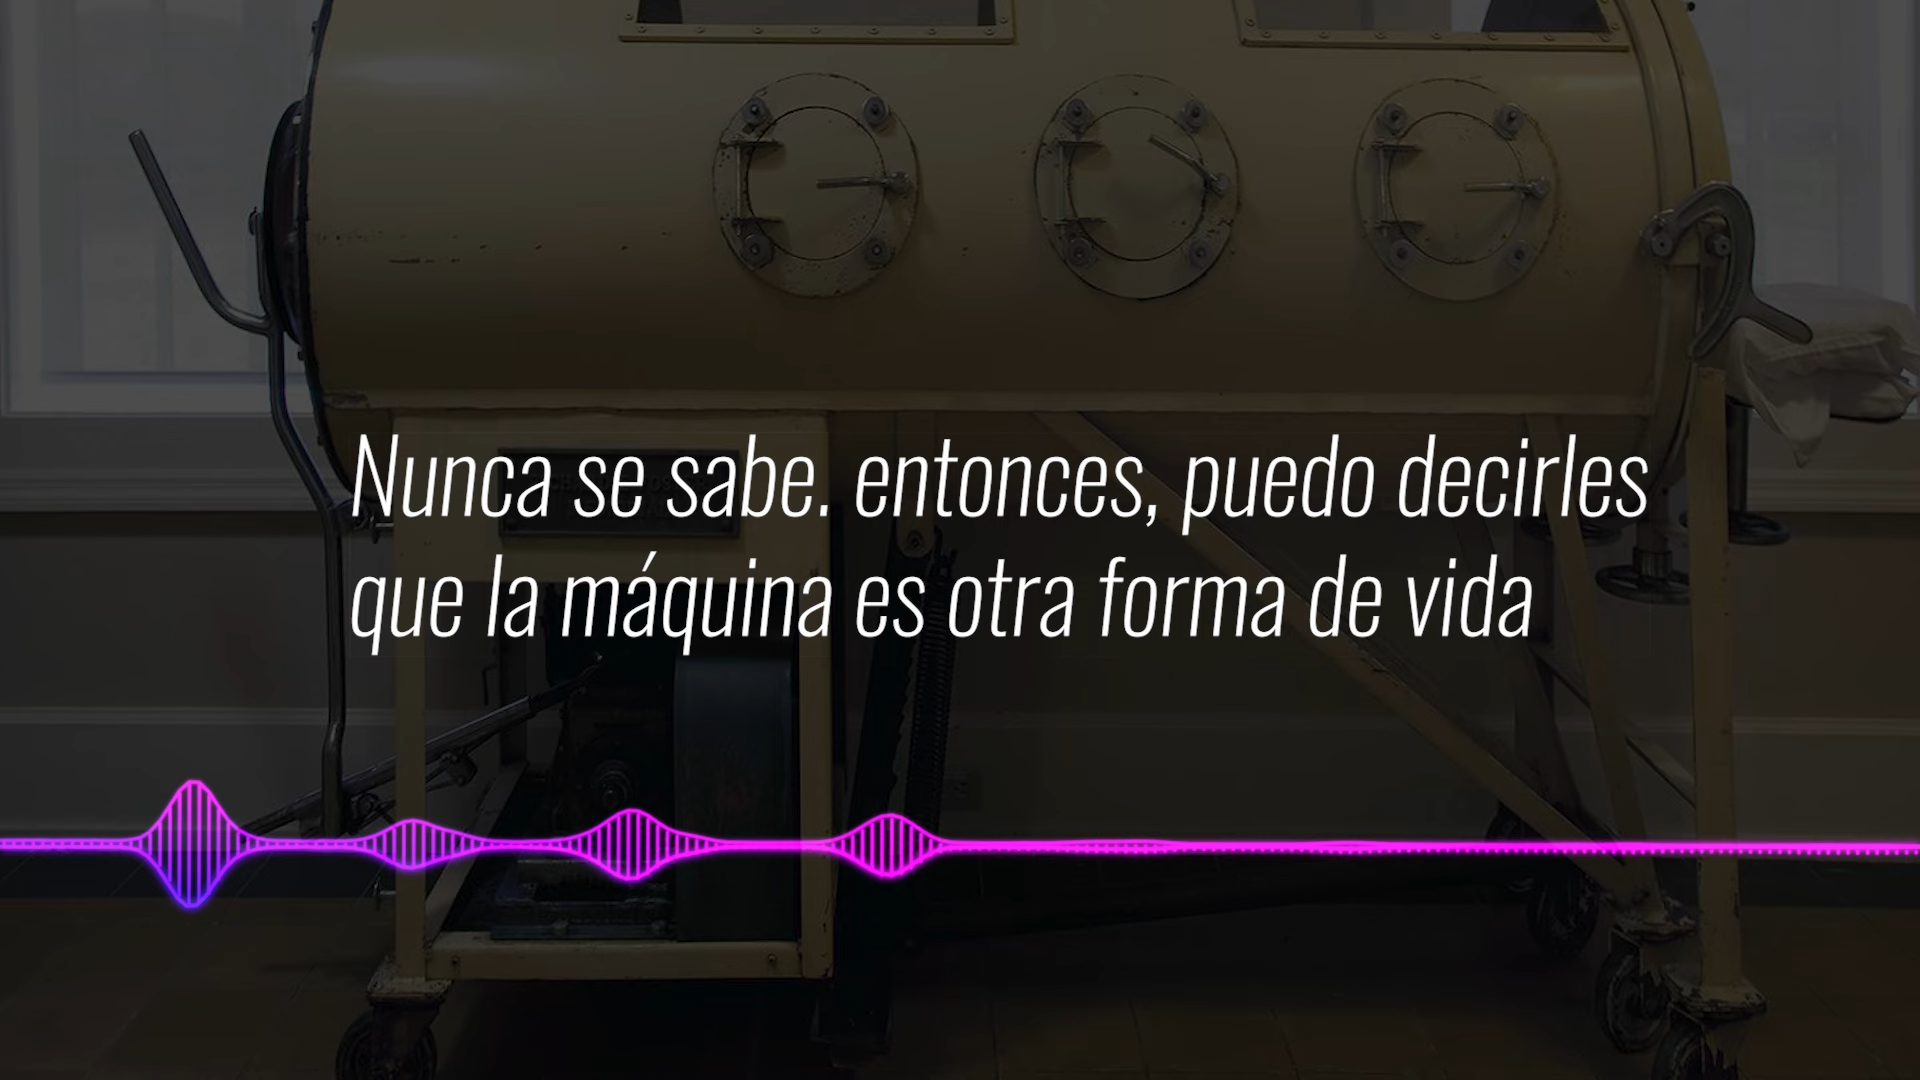 Nunca se sabe. entonces, puedo decirles
que la máquina es otra forma de vida